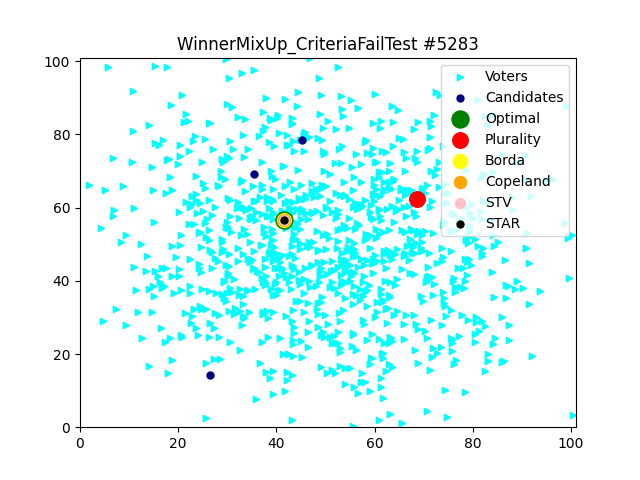 WinnerMixUp_CriteriaFailTest #5283
100
80
60
40
20
0
0 20 40 60 80 100
Voters
Candidates
Optimal
Plurality
Borda
Copeland
STV
STAR